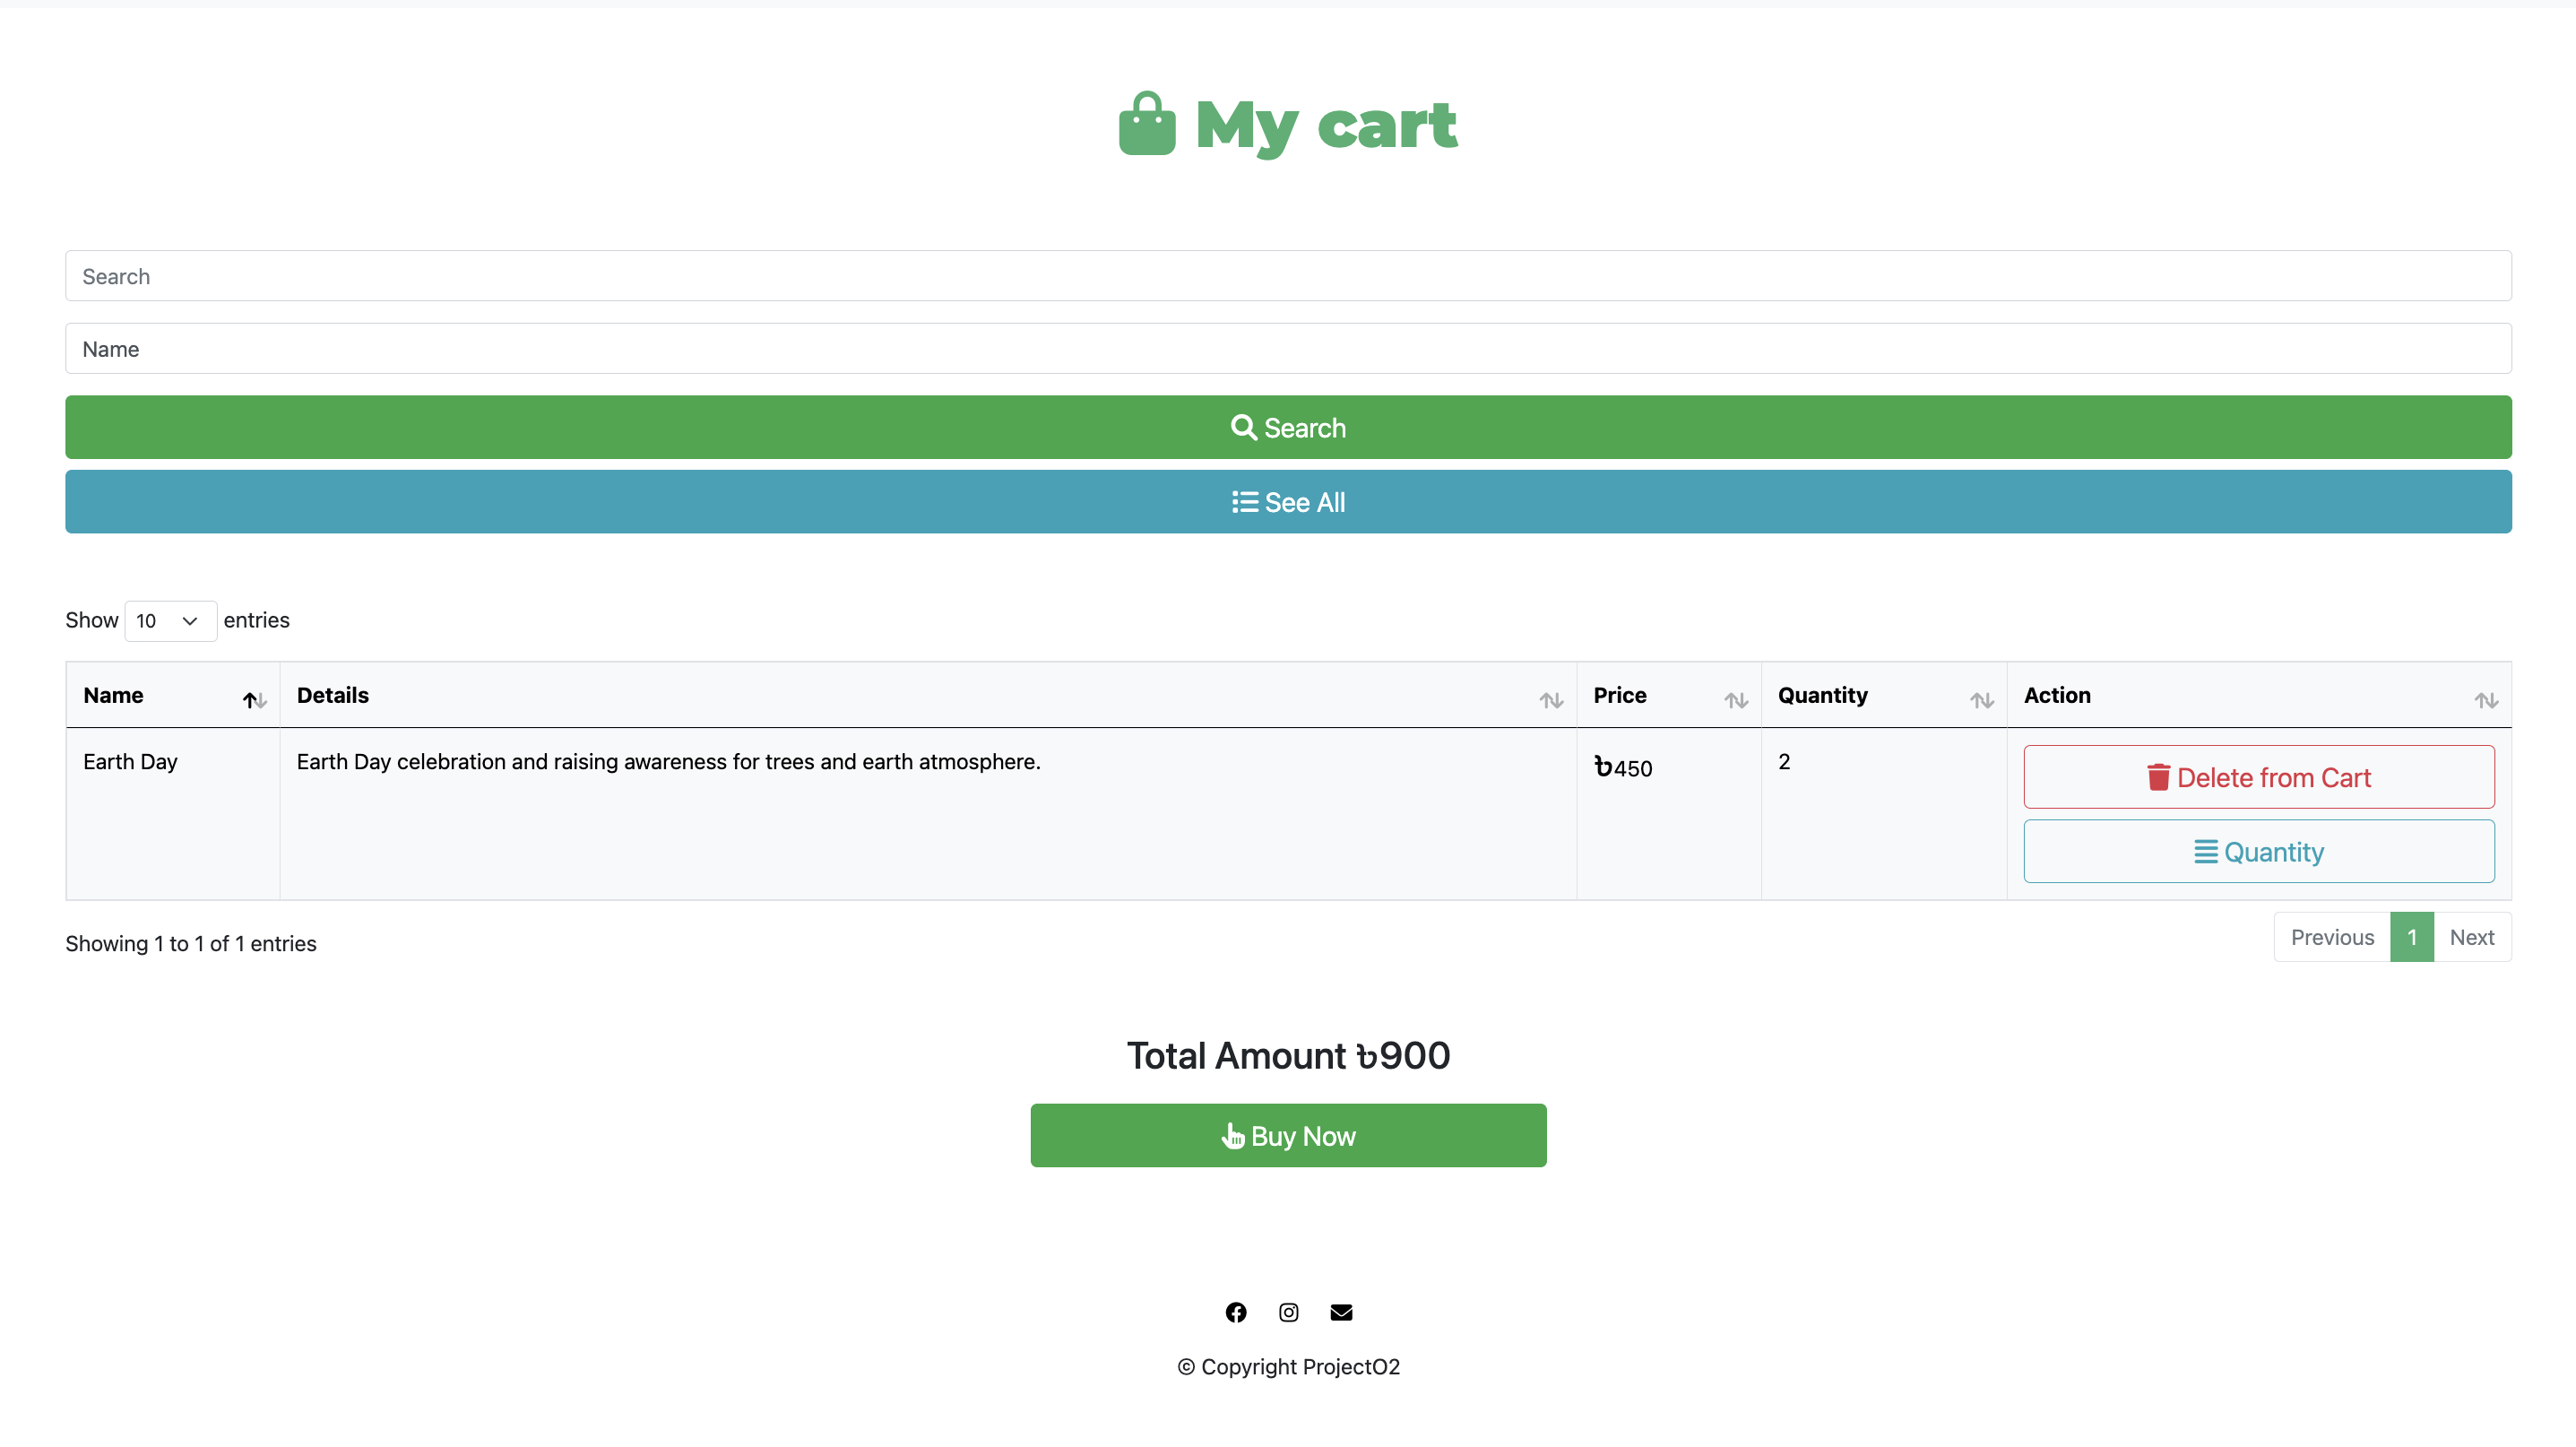 My cart
Search
Name
Search
See All
Show 10 entries
Name Details Price Quantity Action
Earth Day Earth Day celebration and raising awareness for trees and earth atmosphere. ৳450 2 Delete from Cart
Quantity
Showing 1 to 1 of 1 entries
Previous 1 Next
Total Amount ৳900
Buy Now
© Copyright ProjectO2